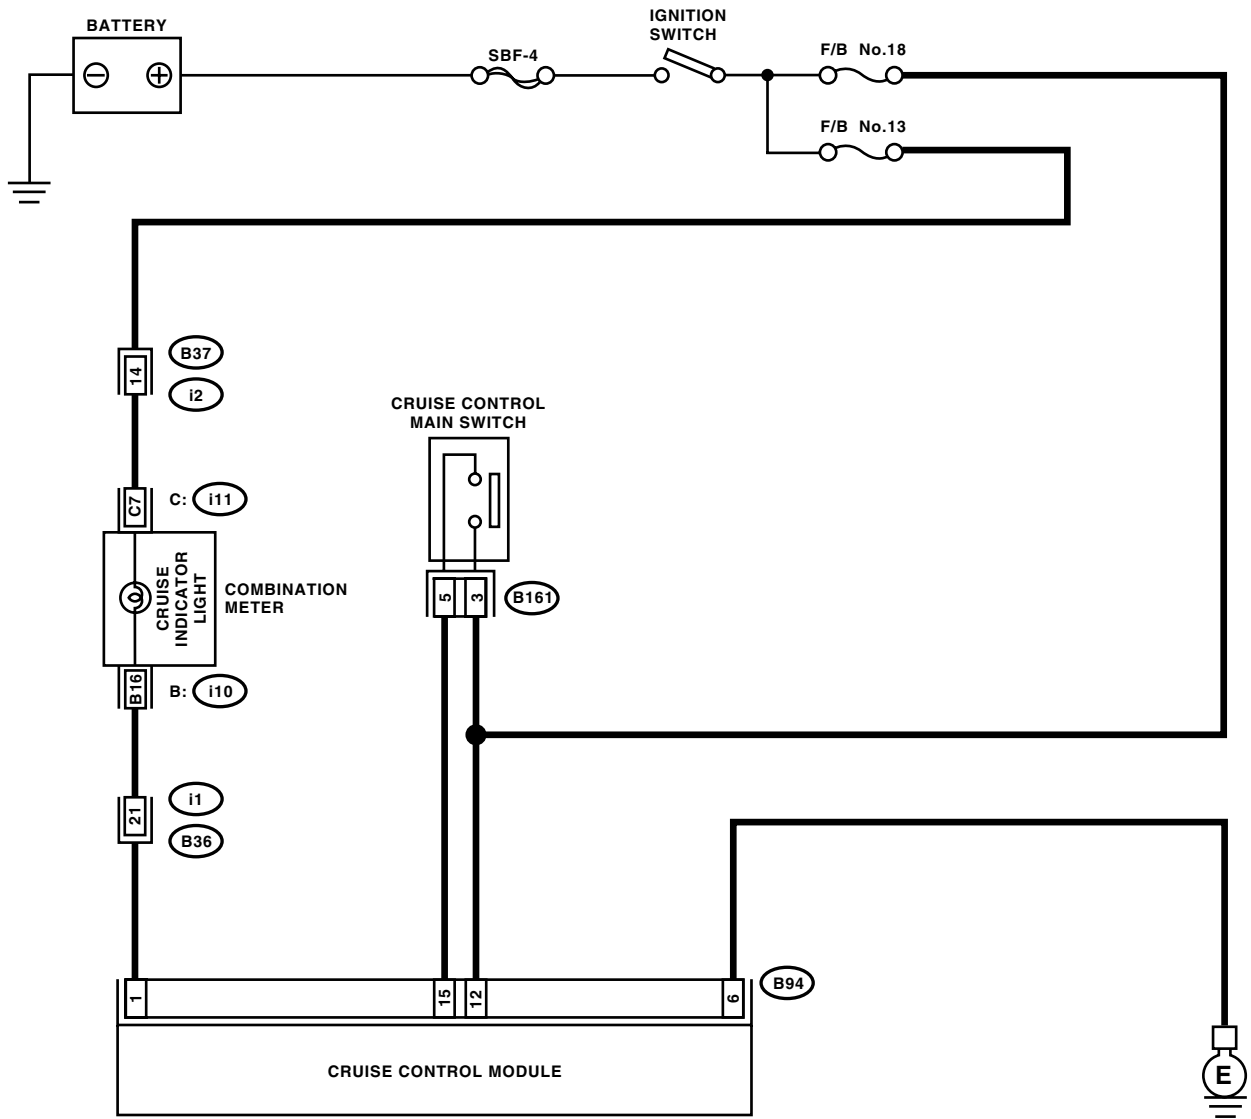 BATTERY
IGNITION
SWITCH
SBF-4
F/B No.18
F/B No.13
B37
14
i2
CRUISE CONTROL
MAIN SWITCH
C7
C: i11
CRUISE
INDICATOR
LIGHT
COMBINATION
METER
5
3
B161
B16
B: i10
i1
21
B36
1
15
12
6
B94
CRUISE CONTROL MODULE
E